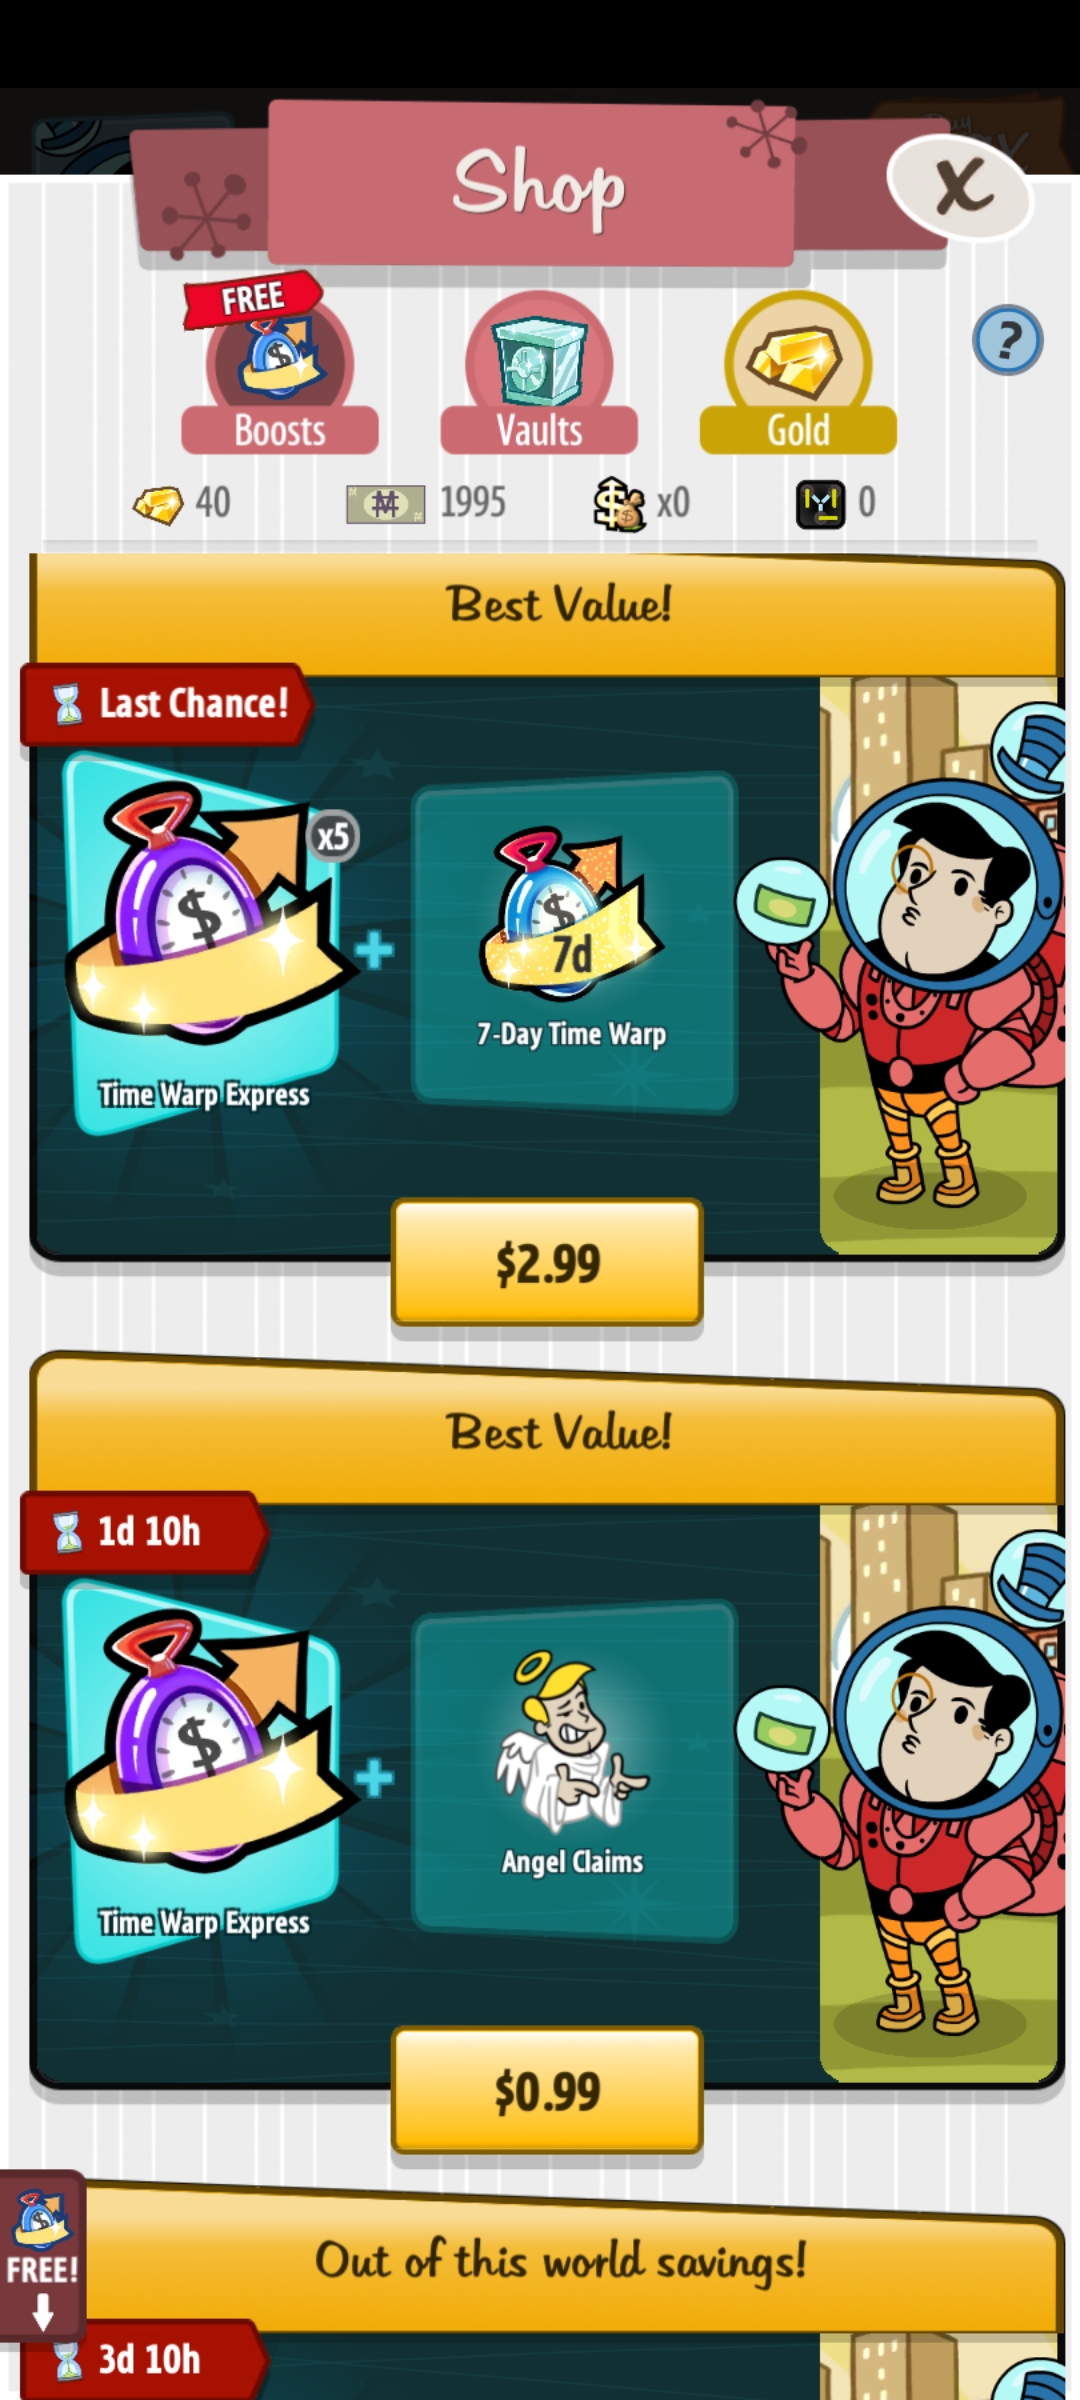 Shop
X
FREE
?
Boosts
Vaults
Gold
40
1995
x0
0
Best Value!
Last Chance!
x5
$
$
7d
7-Day Time Warp
Time Warp Express
$2.99
Best Value!
1d 10h
$
Angel Claims
Time Warp Express
$0.99
FREE!
Out of this world savings!
3d 10h